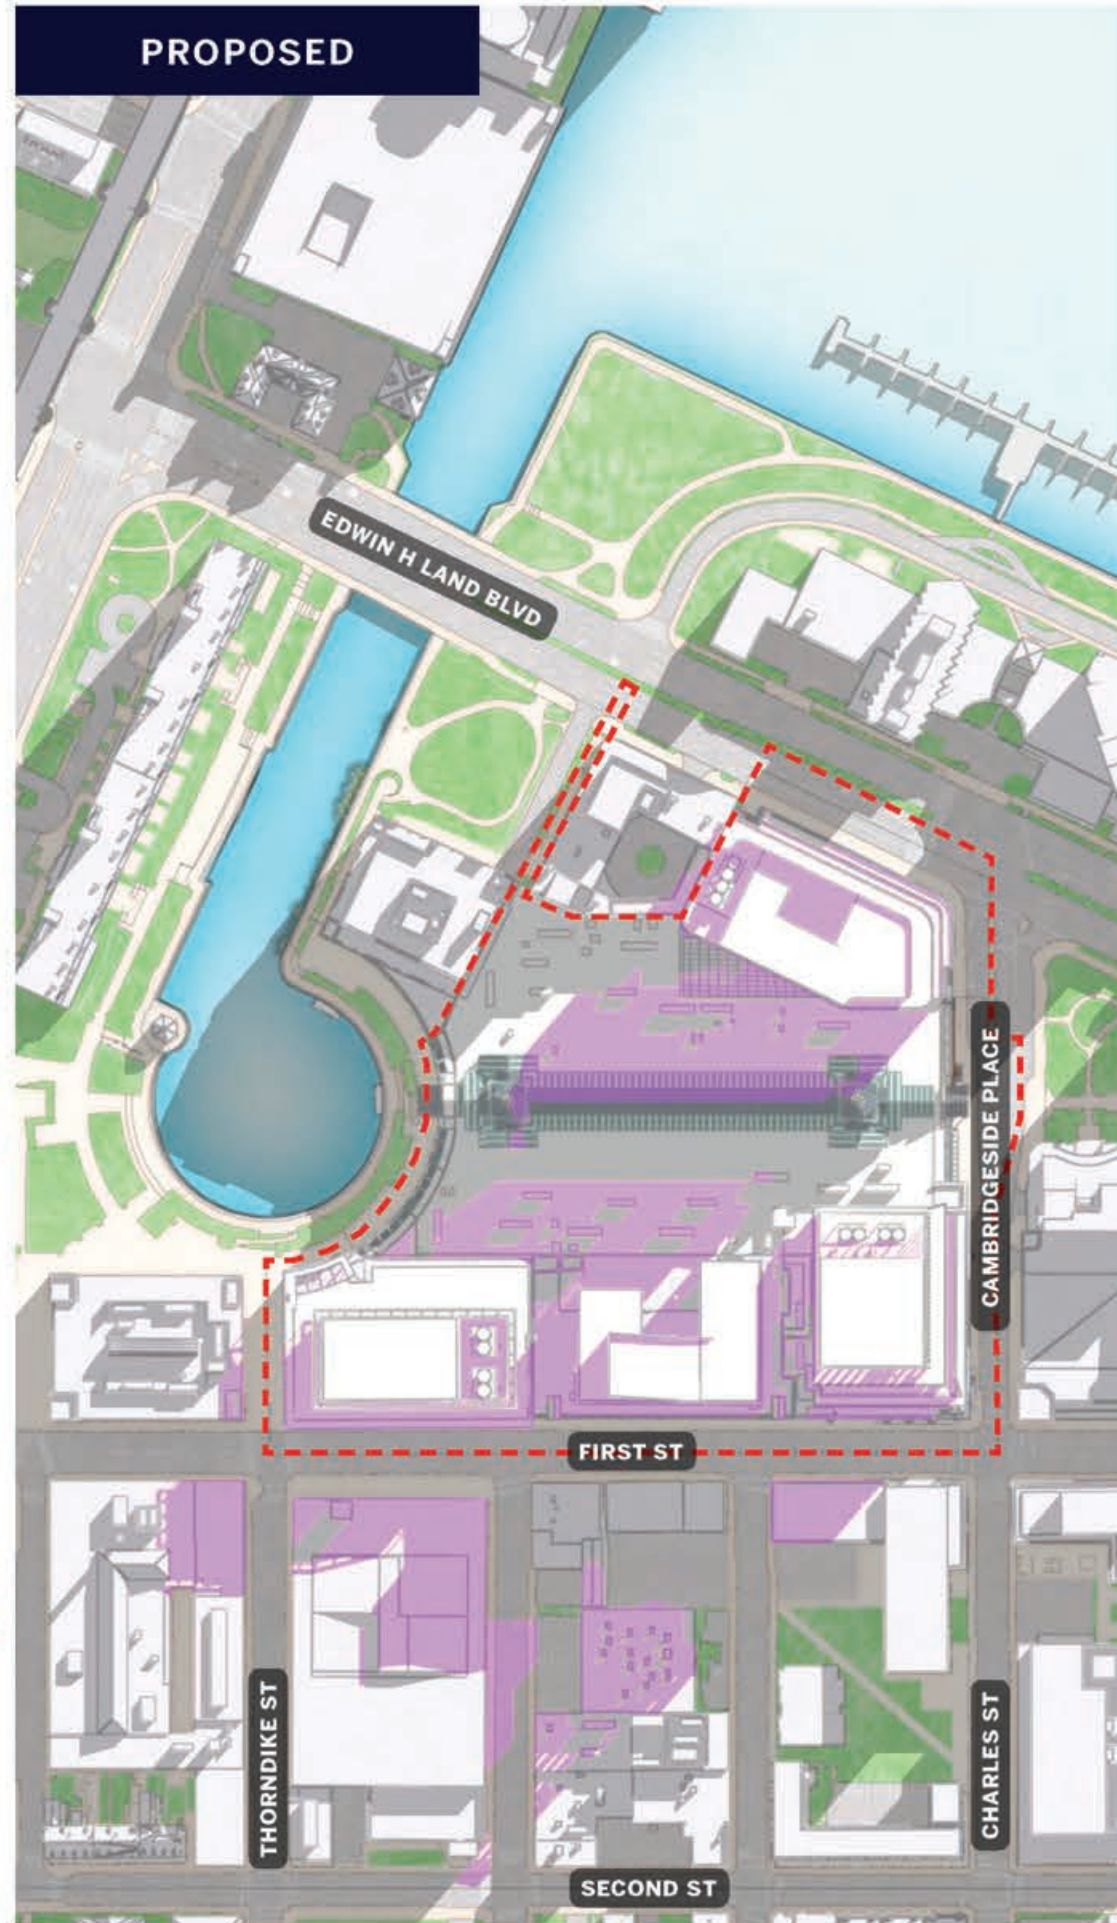 PROPOSED
EDWIN H LAND BLVD
CAMBRIDGESIDE PLACE
FIRST ST
THORNDIKE ST
CHARLES ST
SECOND ST